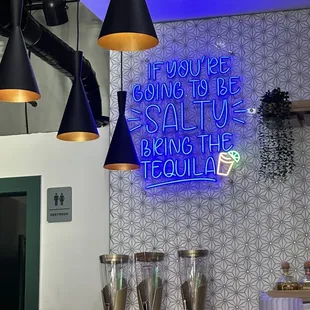 IF YOU'RE
GOING TO BE
SALTY
BRING THE
TEQUILA
RESTROOM